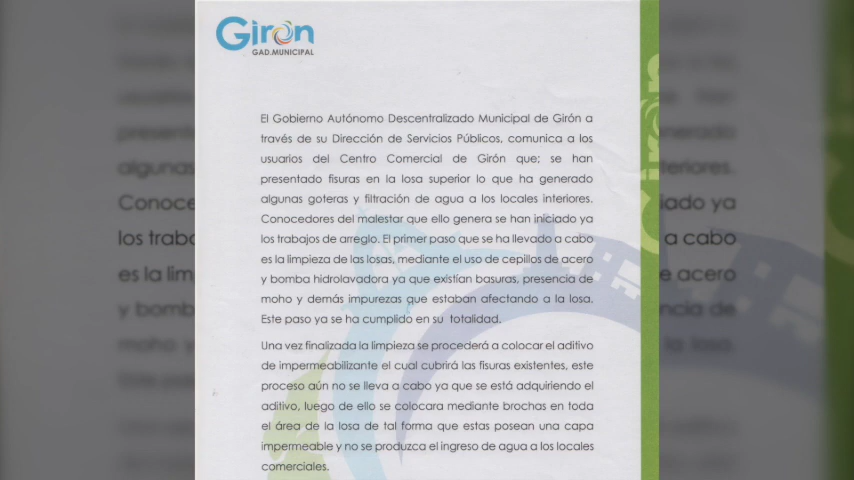 Girón
GAD.MUNICIPAL
El Gobierno Autónomo Descentralizado Municipal de Girón a
través de su Dirección de Servicios Públicos, comunica a los
usuarios del Centro Comercial de Girón que; se han
presentado fisuras en la losa superior lo que ha generado
algunas goteras y filtración de agua a los locales interiores.
Conocedores del malestar que ello genera se han iniciado ya
los trabajos de arreglo. El primer paso que se ha llevado a cabo
es la limpieza de las losas, mediante el uso de cepillos de acero
y bomba hidrolavadora ya que existían basuras, presencia de
moho y demás impurezas que estaban afectando a la losa.
Este paso ya se ha cumplido en su totalidad.
Una vez finalizada la limpieza se procederá a colocar el aditivo
de impermeabilizante el cual cubrirá las fisuras existentes, este
proceso aún no se lleva a cabo ya que se está adquiriendo el
aditivo, luego de ello se colocara mediante brochas en toda
el área de la losa de tal forma que estas posean una capa
impermeable y no se produzca el ingreso de agua a los locales
comerciales.
Girón